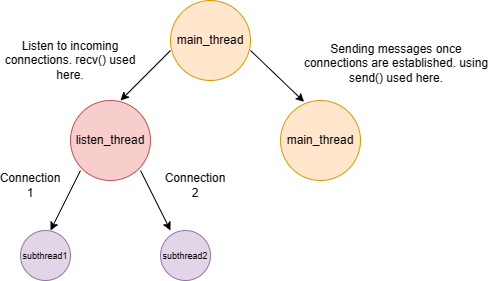 main_thread
Listen to incoming
connections. recv() used
here.
Sending messages once
connections are established. using
send() used here.
listen_thread
main_thread
Connection
1
Connection
2
subthread1
subthread2